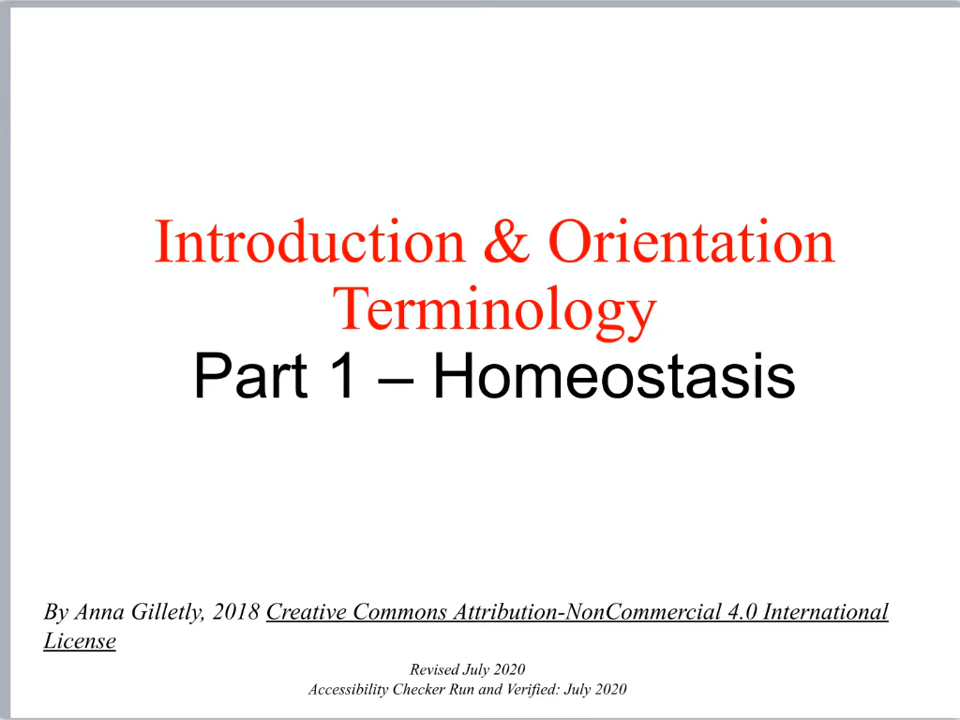 Introduction & Orientation
Terminology
Part 1 – Homeostasis
By Anna Gilletly, 2018 Creative Commons Attribution-NonCommercial 4.0 International
License
Revised July 2020
Accessibility Checker Run and Verified: July 2020